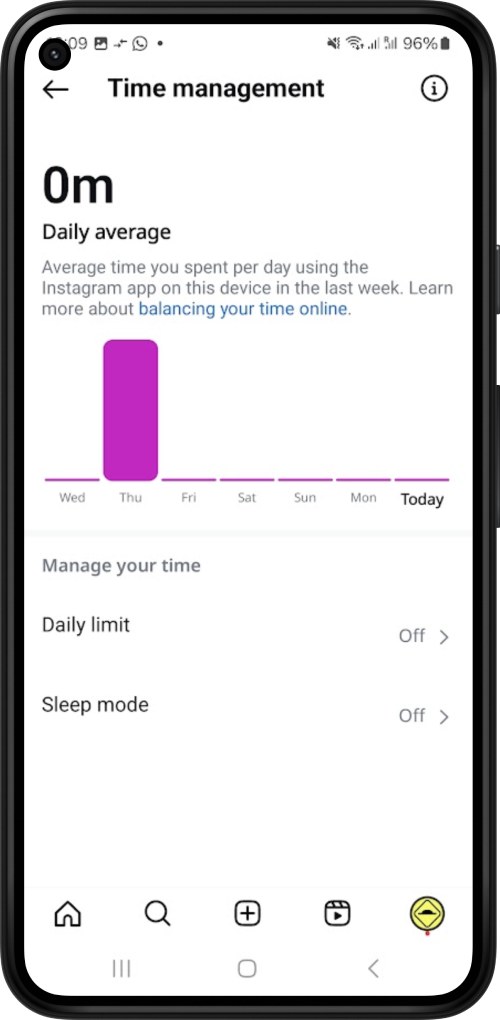 96%
Time management
0m
Daily average
Average time you spent per day using the
Instagram app on this device in the last week. Learn
more about balancing your time online.
Wed Thu Fri Sat Sun Mon Today
Manage your time
Daily limit
Off
Sleep mode
Off